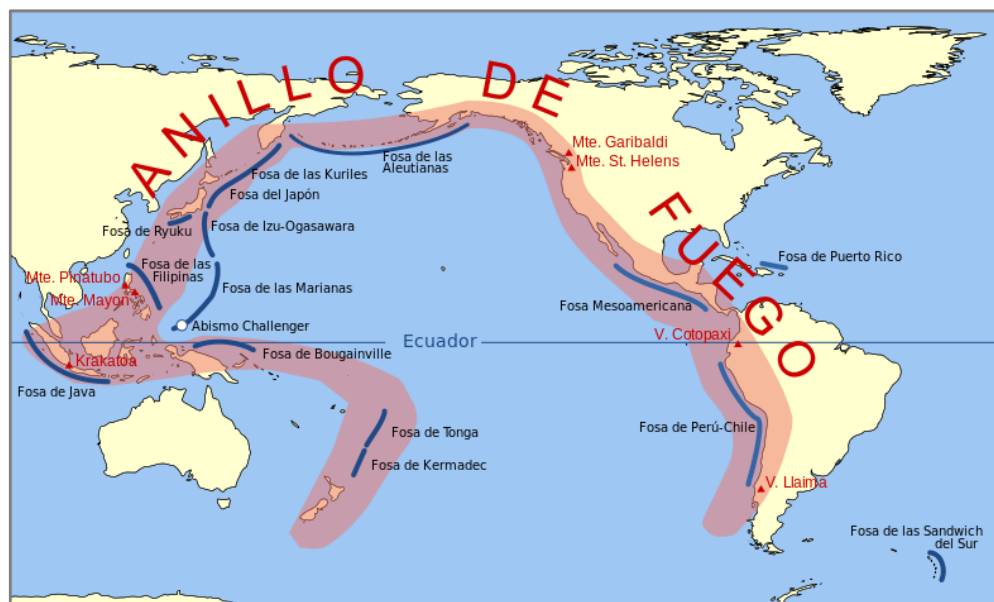 ANILLO DE FUEGO
Mte. Garibaldi
Mte. St. Helens
Fosa de las
Aleutianas
Fosa de las Kuriles
Fosa del Japón
Fosa de Ryuku
Fosa de Izu-Ogasawara
Fosa de Puerto Rico
Fosa de las
Filipinas
Mte. Pinatubo
Mte. Mayon
Fosa de las Marianas
Fosa Mesoamericana
Abismo Challenger
V. Cotopaxi
Ecuador
Fosa de Bougainville
Krakatoa
Fosa de Java
Fosa de Perú-Chile
Fosa de Tonga
Fosa de Kermadec
V. Llaima
Fosa de las Sandwich
del Sur